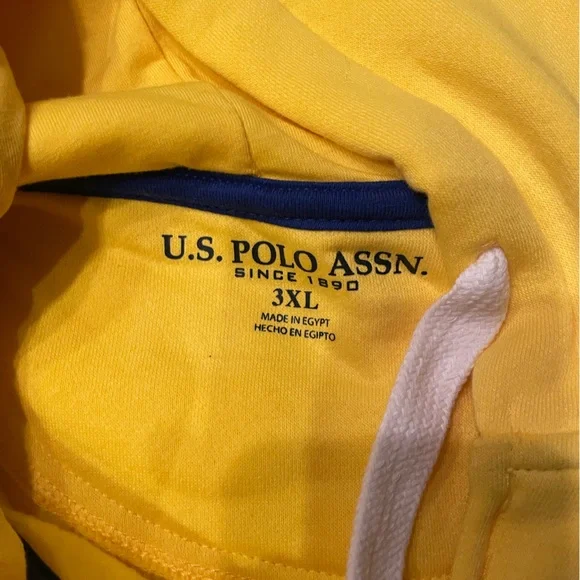 U.S. POLO ASSN.
SINCE 1890
3XL
MADE IN EGYPT
HECHO EN EGIPTO